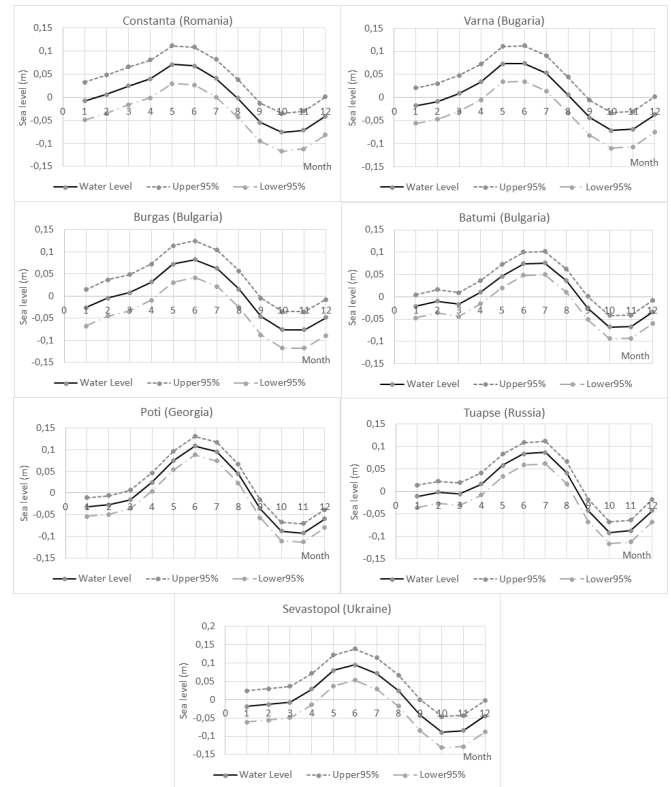 Constanta (Romania)
0,15
0,1
0,05
0
-0,05
-0,1
-0,15
Sea level (m)
0 1 2 3 4 5 6 7 8 9 10 11 12
Month
Water Level Upper95% Lower95%
Varna (Bugaria)
0,15
0,1
0,05
0
-0,05
-0,1
-0,15
Sea level (m)
0 1 2 3 4 5 6 7 8 9 10 11 12
Month
Water Level Upper95% Lower95%
Burgas (Bulgaria)
0,15
0,1
0,05
0
-0,05
-0,1
-0,15
Sea level (m)
0 1 2 3 4 5 6 7 8 9 10 11 12
Month
Water Level Upper95% Lower95%
Batumi (Bulgaria)
0,15
0,1
0,05
0
-0,05
-0,1
-0,15
Sea level (m)
0 1 2 3 4 5 6 7 8 9 10 11 12
Month
Water Level Upper95% Lower95%
Poti (Georgia)
0,15
0,1
0,05
0
-0,05
-0,1
-0,15
Sea level (m)
0 1 2 3 4 5 6 7 8 9 10 11 12
Month
Water Level Upper95% Lower95%
Tuapse (Russia)
0,15
0,1
0,05
0
-0,05
-0,1
-0,15
Sea level (m)
0 1 2 3 4 5 6 7 8 9 10 11 12
Month
Water Level Upper95% Lower95%
Sevastopol (Ukraine)
0,2
0,15
0,1
0,05
0
-0,05
-0,1
-0,15
Sea level (m)
0 1 2 3 4 5 6 7 8 9 10 11 12
Month
Water Level Upper95% Lower95%